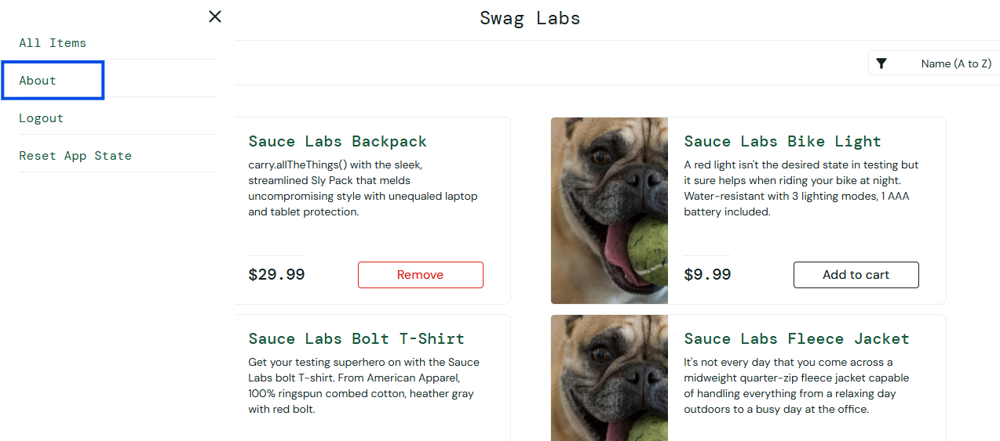 Swag Labs
All Items
About
Logout
Reset App State
Name (A to Z)
Sauce Labs Backpack
carry.allTheThings() with the sleek,
streamlined Sly Pack that melds
uncompromising style with unequaled laptop
and tablet protection.
$29.99
Remove
Sauce Labs Bike Light
A red light isn't the desired state in testing but
it sure helps when riding your bike at night.
Water-resistant with 3 lighting modes, 1 AAA
battery included.
$9.99
Add to cart
Sauce Labs Bolt T-Shirt
Get your testing superhero on with the Sauce
Labs bolt T-shirt. From American Apparel,
100% ringspun combed cotton, heather gray
with red bolt.
Sauce Labs Fleece Jacket
It's not every day that you come across a
midweight quarter-zip fleece jacket capable
of handling everything from a relaxing day
outdoors to a busy day at the office.